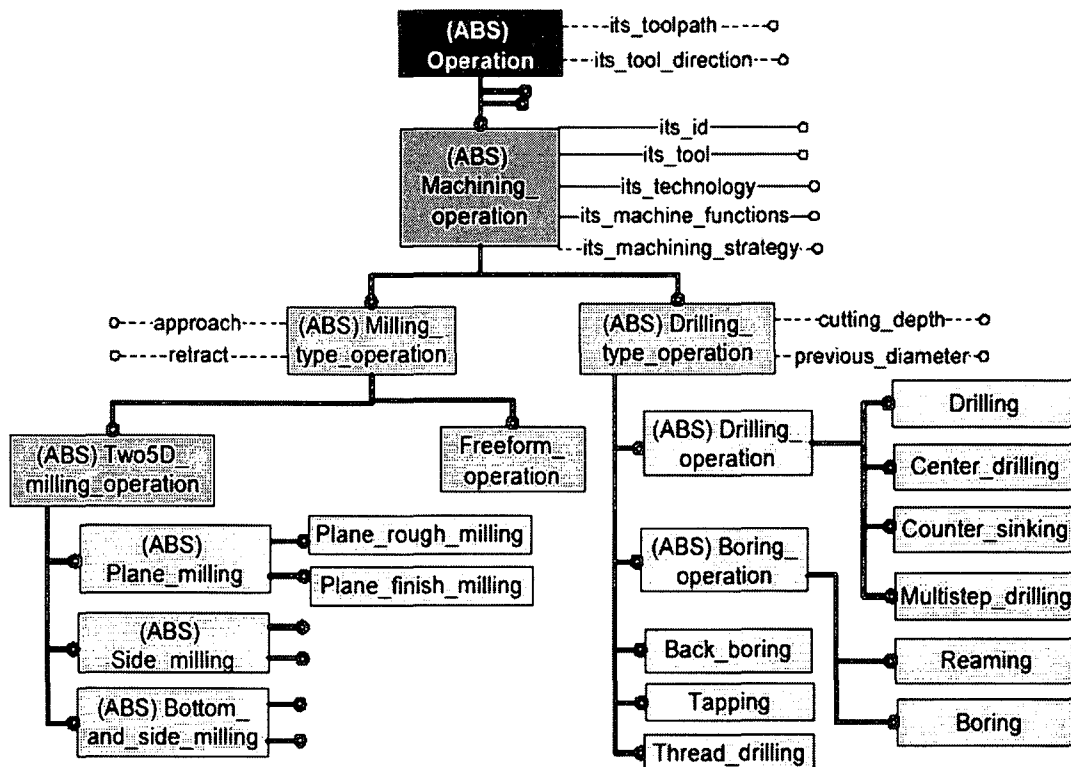 (ABS)
Operation
its_toolpath
its_tool_direction
(ABS)
Machining_
operation
its_id
its_tool
its_technology
its_machine_functions
its_machining_strategy
approach
retract
(ABS) Milling_
type_operation
(ABS) Drilling_
type_operation
cutting_depth
previous_diameter
(ABS) Two5D_
milling_operation
Freeform_
operation
(ABS)
Plane_milling
Plane_rough_milling
Plane_finish_milling
(ABS)
Side_milling
(ABS) Bottom_
and_side_milling
(ABS) Drilling_
operation
Drilling
Center_drilling
Counter_sinking
Multistep_drilling
(ABS) Boring_
operation
Reaming
Boring
Back_boring
Tapping
Thread_drilling